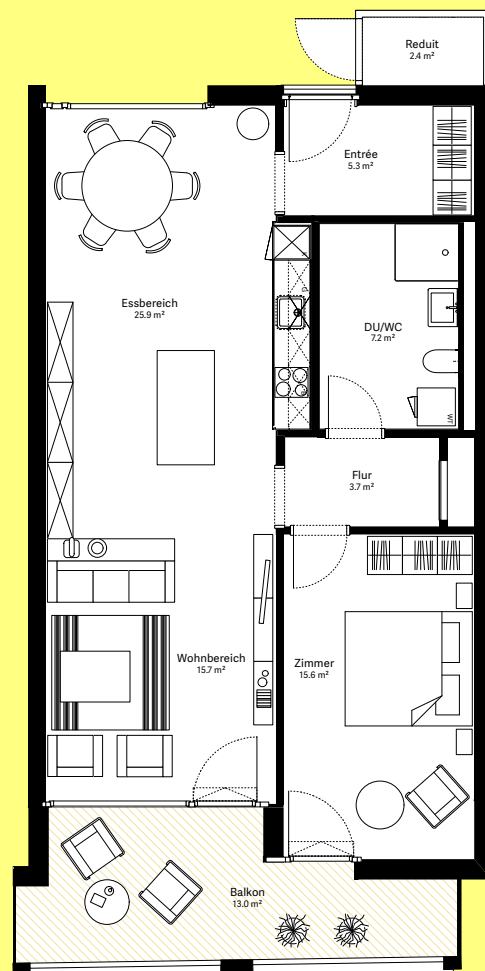 Reduit
2.4 m²
Entrée
5.3 m²
Essbereich
25.9 m²
DU/WC
7.2 m²
WT
Flur
3.7 m²
Wohnbereich
15.7 m²
Zimmer
15.6 m²
Balkon
13.0 m²